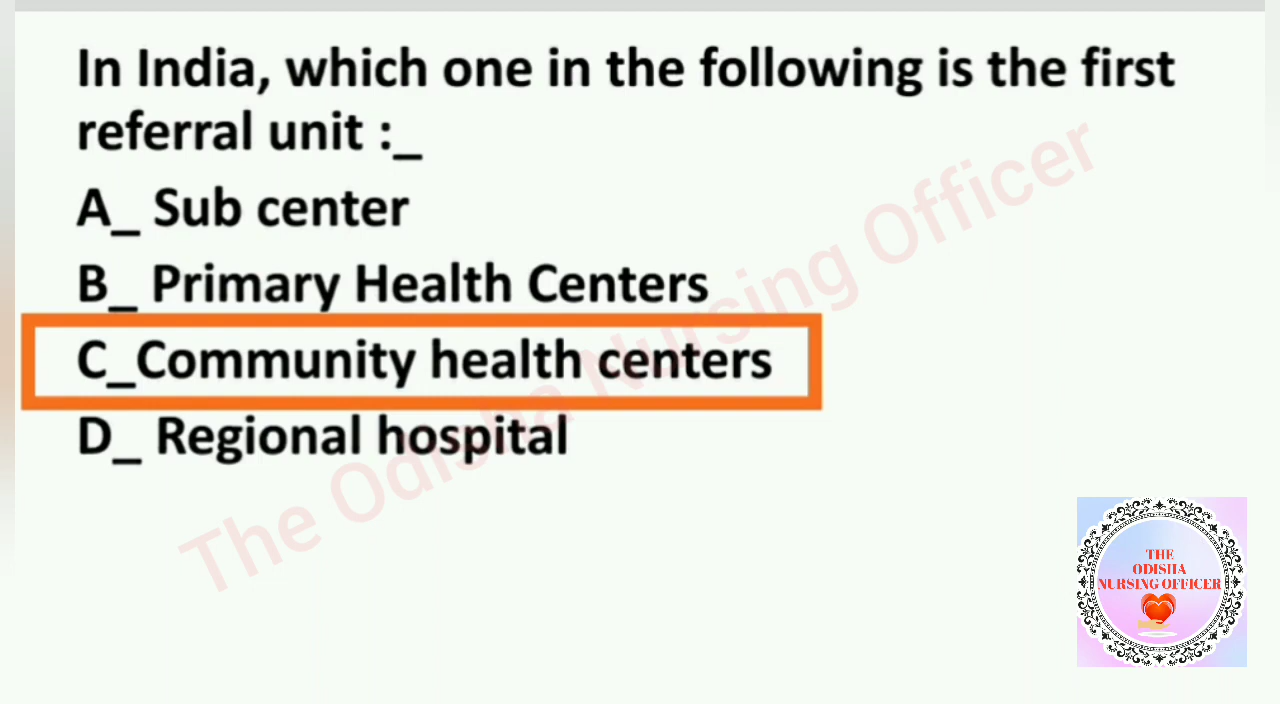 In India, which one in the following is the first
referral unit :_
A_ Sub center
B_ Primary Health Centers
C_Community health centers
D_ Regional hospital
The Odisha Nursing Officer
THE
ODISHA
NURSING OFFICER